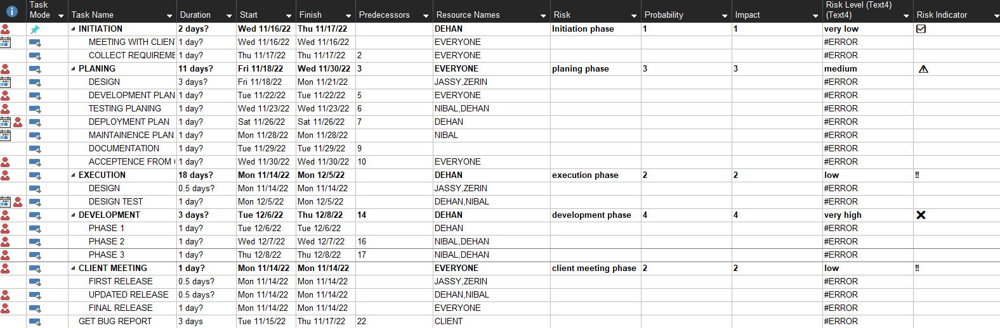 Task Mode Task Name Duration Start Finish Predecessors Resource Names Risk Probability Impact Risk Level (Text4) (Text4) Risk Indicator
INITIATION 2 days? Wed 11/16/22 Thu 11/17/22 DEHAN Initiation phase 1 1 very low
MEETING WITH CLIEN 1 day? Wed 11/16/22 Wed 11/16/22 EVERYONE #ERROR
COLLECT REQUIREME 1 day? Thu 11/17/22 Thu 11/17/22 2 EVERYONE #ERROR
PLANING 11 days? Fri 11/18/22 Wed 11/30/22 3 EVERYONE planing phase 3 3 medium
DESIGN 3 days? Fri 11/18/22 Mon 11/21/22 JASSY,ZERIN #ERROR
DEVELOPMENT PLAN 1 day? Tue 11/22/22 Tue 11/22/22 5 EVERYONE #ERROR
TESTING PLANING 1 day? Wed 11/23/22 Wed 11/23/22 6 NIBAL,DEHAN #ERROR
DEPLOYMENT PLAN 1 day? Sat 11/26/22 Sat 11/26/22 7 DEHAN #ERROR
MAINTAINENCE PLAN 1 day? Mon 11/28/22 Mon 11/28/22 NIBAL #ERROR
DOCUMENTATION 1 day? Tue 11/29/22 Tue 11/29/22 9 #ERROR
ACCEPTENCE FROM 1 day? Wed 11/30/22 Wed 11/30/22 10 EVERYONE #ERROR
EXECUTION 18 days? Mon 11/14/22 Mon 12/5/22 DEHAN execution phase 2 2 low !!
DESIGN 0.5 days? Mon 11/14/22 Mon 11/14/22 JASSY,ZERIN #ERROR
DESIGN TEST 1 day? Mon 12/5/22 Mon 12/5/22 DEHAN,NIBAL #ERROR
DEVELOPMENT 3 days? Tue 12/6/22 Thu 12/8/22 14 DEHAN development phase 4 4 very high
PHASE 1 1 day? Tue 12/6/22 Tue 12/6/22 DEHAN #ERROR
PHASE 2 1 day? Wed 12/7/22 Wed 12/7/22 16 NIBAL,DEHAN #ERROR
PHASE 3 1 day? Thu 12/8/22 Thu 12/8/22 17 NIBAL,DEHAN #ERROR
CLIENT MEETING 1 day? Mon 11/14/22 Mon 11/14/22 EVERYONE client meeting phase 2 2 low !!
FIRST RELEASE 0.5 days? Mon 11/14/22 Mon 11/14/22 JASSY,ZERIN #ERROR
UPDATED RELEASE 0.5 days? Mon 11/14/22 Mon 11/14/22 DEHAN,NIBAL #ERROR
FINAL RELEASE 1 day? Mon 11/14/22 Mon 11/14/22 EVERYONE #ERROR
GET BUG REPORT 3 days Tue 11/15/22 Thu 11/17/22 22 CLIENT #ERROR